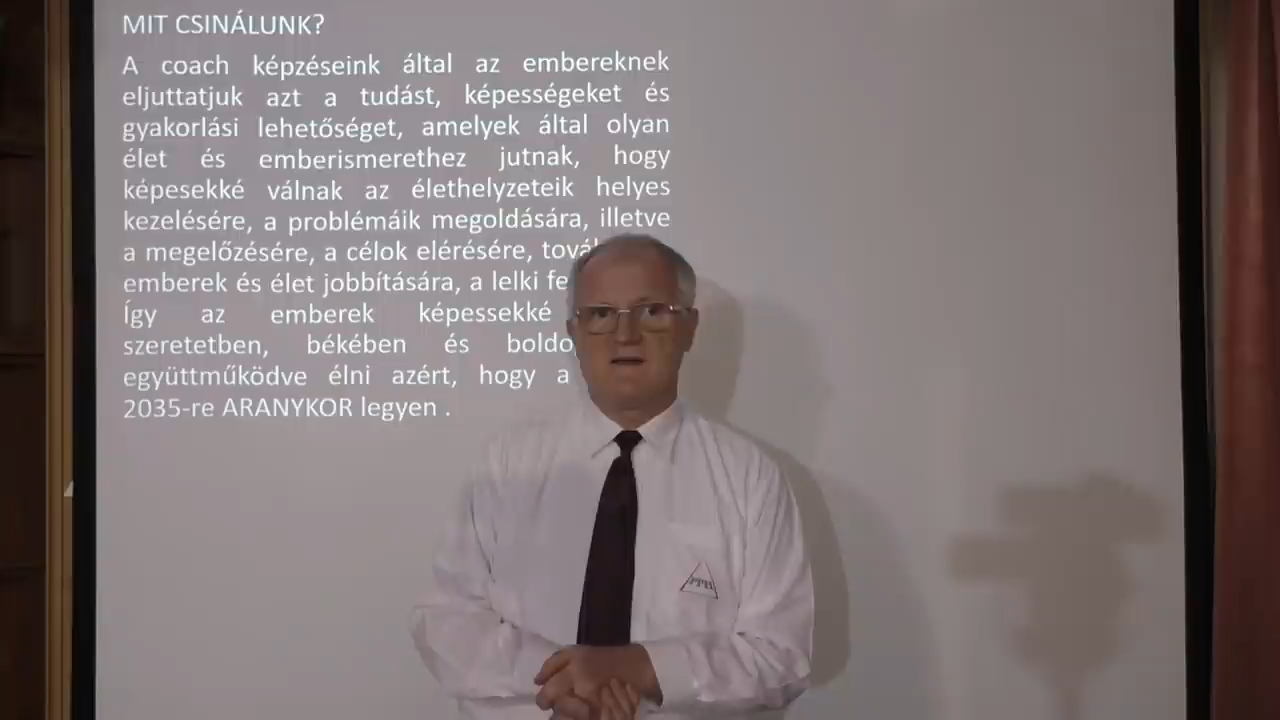 MIT CSINÁLUNK?
A coach képzéseink által az embereknek
eljuttatjuk azt a tudást, képességeket és
gyakorlási lehetőséget, amelyek által olyan
élet és emberismerethez jutnak, hogy
képesekké válnak az élethelyzeteik helyes
kezelésére, a problémáik megoldására, illetve
a megelőzésére, a célok elérésére,
emberek és élet jobbítására, a lelki
Így az emberek képessekké
szeretetben, békében és
együttműködve élni azért, hogy a
2035-re ARANYKOR legyen .